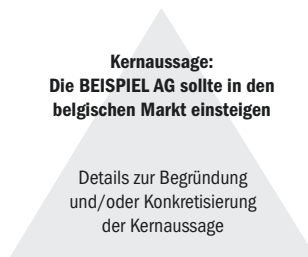 Kernaussage:
Die BEISPIEL AG sollte in den
belgischen Markt einsteigen
Details zur Begründung
und/oder Konkretisierung
der Kernaussage